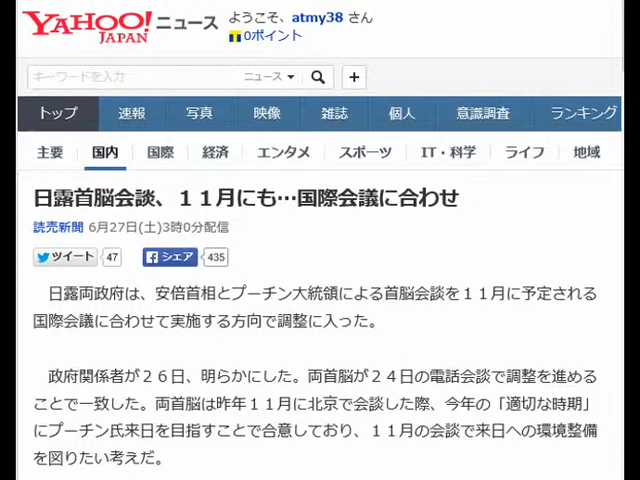 YAHOO! ニュース
JAPAN
ようこそ、atmy38 さん
0ポイント
キーワードを入力 ニュース
トップ 速報 写真 映像 雑誌 個人 意識調査 ランキング
主要 国内 国際 経済 エンタメ スポーツ IT・科学 ライフ 地域
日露首脳会談、１１月にも…国際会議に合わせ
読売新聞 6月27日(土)3時0分配信
ツイート 47 シェア 435
日露両政府は、安倍首相とプーチン大統領による首脳会談を１１月に予定される
国際会議に合わせて実施する方向で調整に入った。
政府関係者が２６日、明らかにした。両首脳が２４日の電話会談で調整を進める
ことで一致した。両首脳は昨年１１月に北京で会談した際、今年の「適切な時期」
にプーチン氏来日を目指すことで合意しており、１１月の会談で来日への環境整備
を図りたい考えだ。